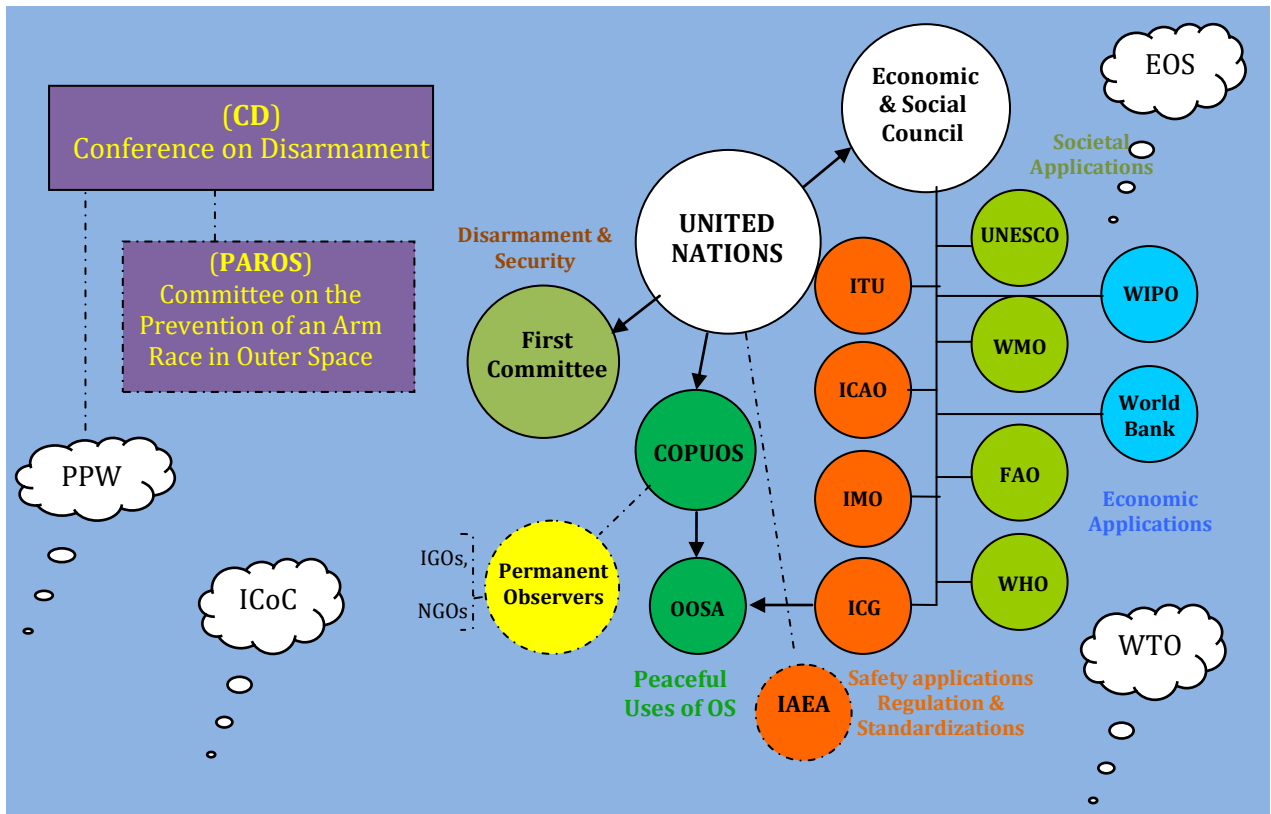 (CD)
Conference on Disarmament
(PAROS)
Committee on the
Prevention of an Arm
Race in Outer Space
PPW
ICoC
Disarmament &
Security
First
Committee
UNITED
NATIONS
Economic
& Social
Council
EOS
Societal
Applications
UNESCO
ITU
WIPO
WMO
ICAO
World
Bank
COPUOS
FAO
IMO
Economic
Applications
IGOs,
NGOs
Permanent
Observers
OOSA
ICG
WHO
WTO
Peaceful
Uses of OS
IAEA
Safety applications
Regulation &
Standardizations